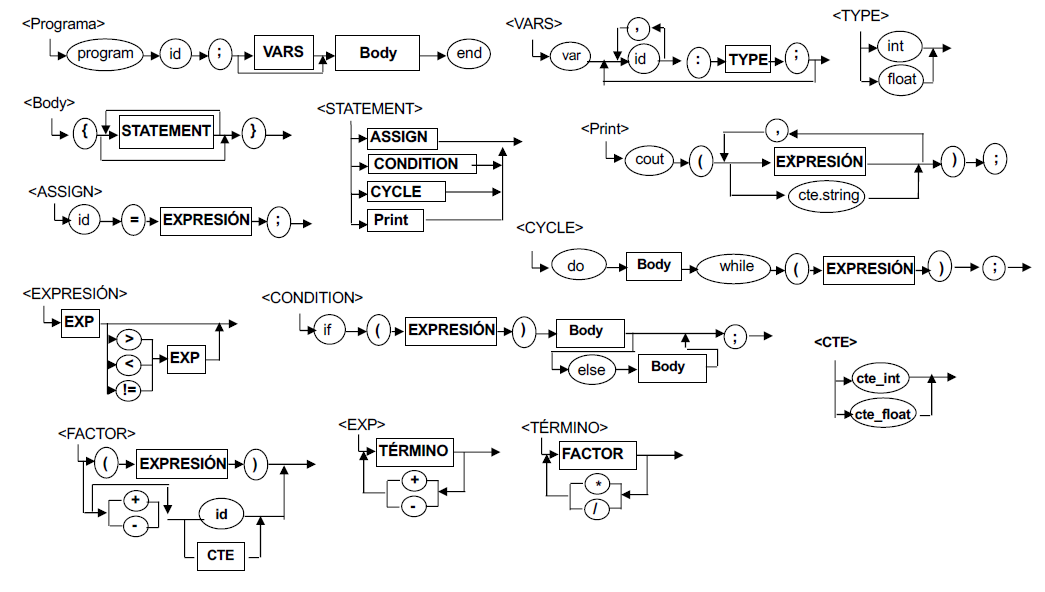 <Programa>
program id ; VARS Body end
<VARS>
var id , : TYPE ;
<TYPE>
int
float
<Body>
{ STATEMENT }
<STATEMENT>
ASSIGN
CONDITION
CYCLE
Print
<Print>
cout ( EXPRESIÓN , cte.string ) ;
<ASSIGN>
id = EXPRESIÓN ;
<CYCLE>
do Body while ( EXPRESIÓN ) ;
<EXPRESIÓN>
EXP
>
< EXP
!=
<CONDITION>
if ( EXPRESIÓN ) Body ;
else Body
<CTE>
cte_int
cte_float
<FACTOR>
( EXPRESIÓN )
+
- id
CTE
<EXP>
TÉRMINO
+
-
<TÉRMINO>
FACTOR
*
/